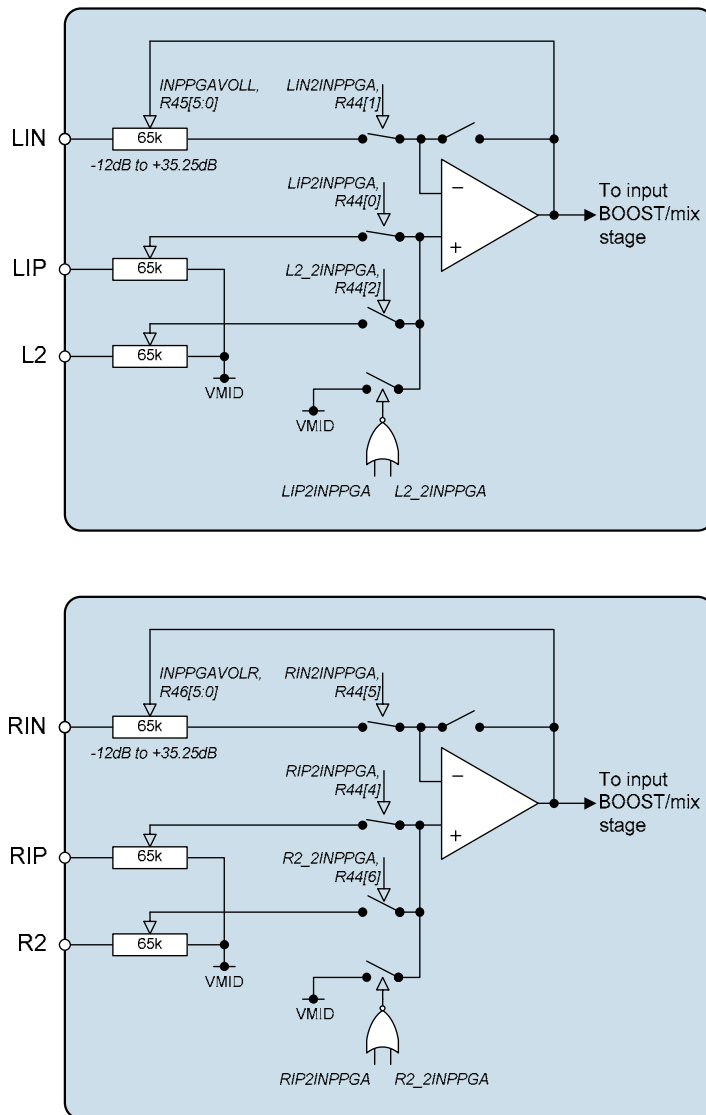 INPPGAVOLL,
R45[5:0]
LIN2INPPGA,
R44[1]
LIN
65k
-12dB to +35.25dB
LIP2INPPGA,
R44[0]
To input
BOOST/mix
stage
LIP
65k
L2_2INPPGA,
R44[2]
L2
65k
VMID
VMID
LIP2INPPGA
L2_2INPPGA
INPPGAVOLR,
R46[5:0]
RIN2INPPGA,
R44[5]
RIN
65k
-12dB to +35.25dB
RIP2INPPGA,
R44[4]
To input
BOOST/mix
stage
RIP
65k
R2_2INPPGA,
R44[6]
R2
65k
VMID
VMID
RIP2INPPGA
R2_2INPPGA